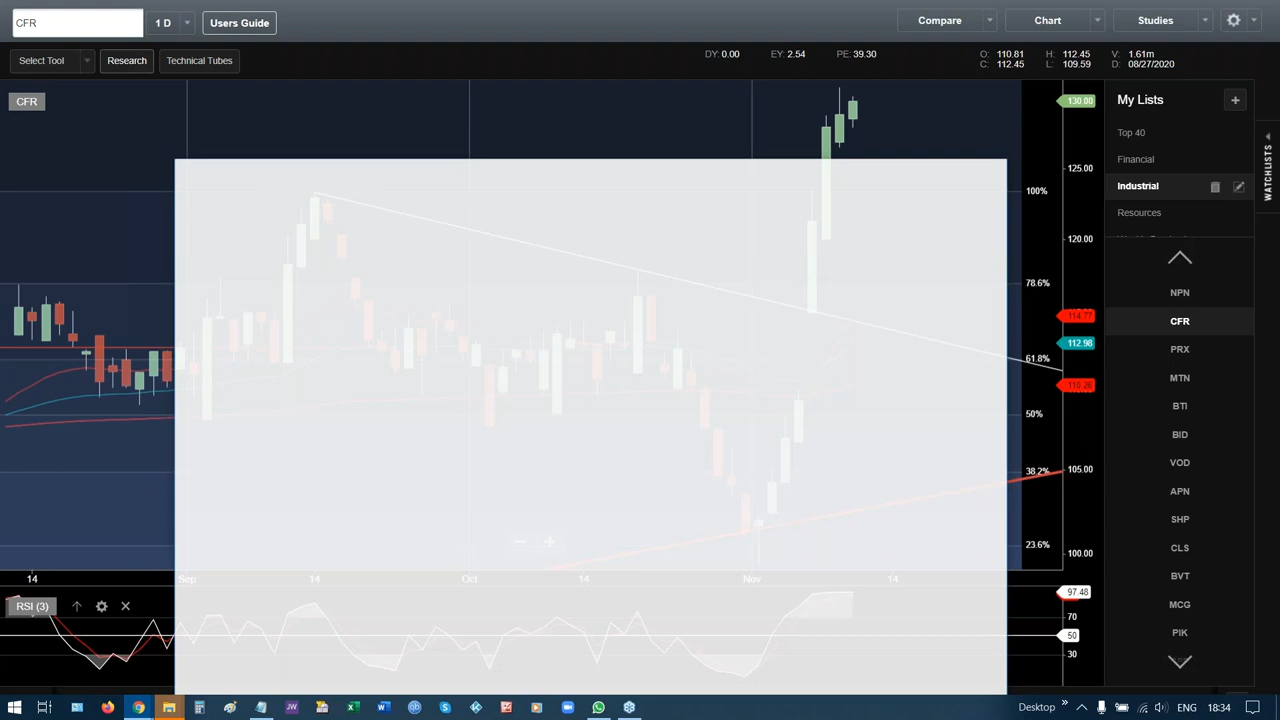 CFR
1 D
Users Guide
Compare
Chart
Studies
Select Tool
Research
Technical Tubes
DY: 0.00
EY: 2.54
PE: 39.30
O: 110.81
H: 112.45
V: 1.61m
C: 112.45
L: 109.59
D: 08/27/2020
CFR
My Lists
Top 40
Financial
Industrial
Resources
WATCHLISTS
NPN
CFR
PRX
MTN
BTI
BID
VOD
APN
SHP
CLS
BVT
MCG
PIK
130.00
125.00
120.00
114.77
112.98
110.26
105.00
100.00
100%
78.6%
61.8%
50%
38.2%
23.6%
14
Sep
14
Oct
14
Nov
14
RSI (3)
97.48
70
50
30
Desktop
ENG
18:34